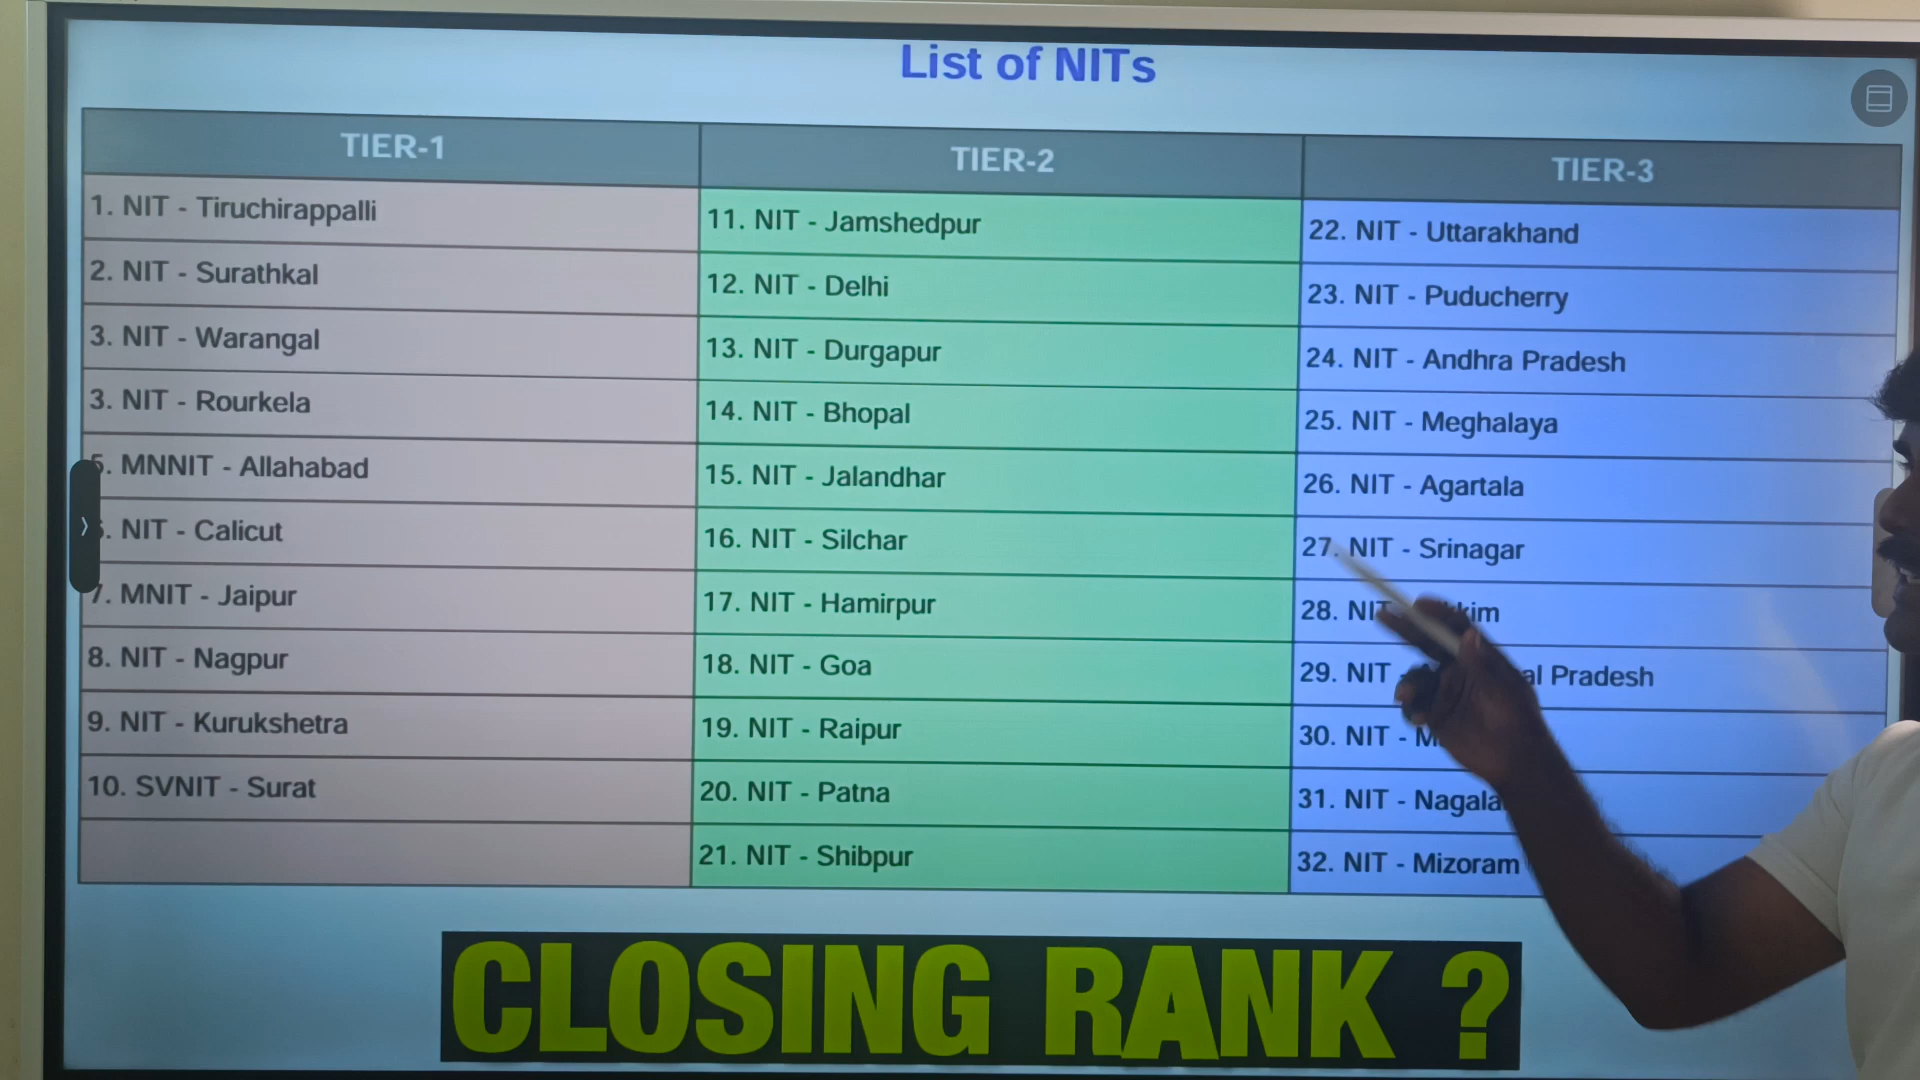 List of NITs
TIER-1
1. NIT - Tiruchirappalli
2. NIT - Surathkal
3. NIT - Warangal
3. NIT - Rourkela
5. MNNIT - Allahabad
. NIT - Calicut
7. MNIT - Jaipur
8. NIT - Nagpur
9. NIT - Kurukshetra
10. SVNIT - Surat
TIER-2
11. NIT - Jamshedpur
12. NIT - Delhi
13. NIT - Durgapur
14. NIT - Bhopal
15. NIT - Jalandhar
16. NIT - Silchar
17. NIT - Hamirpur
18. NIT - Goa
19. NIT - Raipur
20. NIT - Patna
21. NIT - Shibpur
TIER-3
22. NIT - Uttarakhand
23. NIT - Puducherry
24. NIT - Andhra Pradesh
25. NIT - Meghalaya
26. NIT - Agartala
27. NIT - Srinagar
28. NIT
29. NIT - Pradesh
30. NIT -
31. NIT -
32. NIT - Mizoram
CLOSING RANK ?